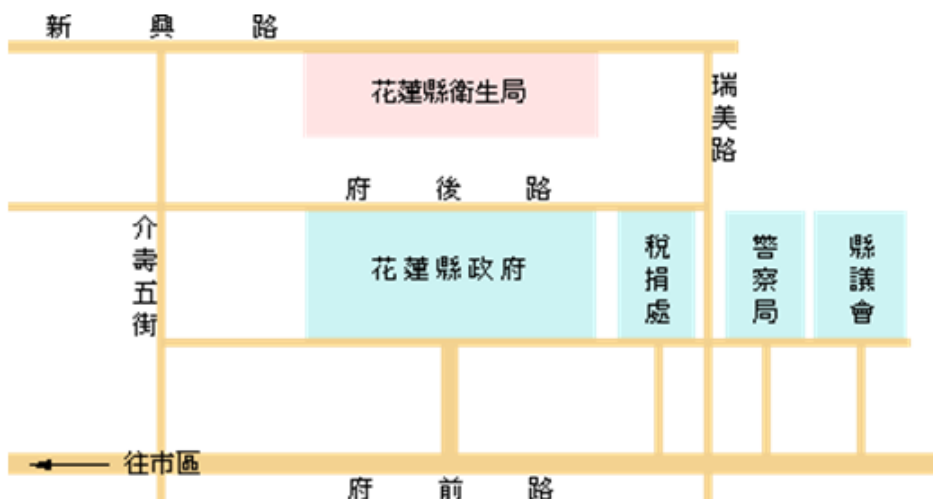 新興路
花蓮縣衛生局
瑞美路
府後路
介壽五街
花蓮縣政府
稅捐處
警察局
縣議會
往市區
府前路